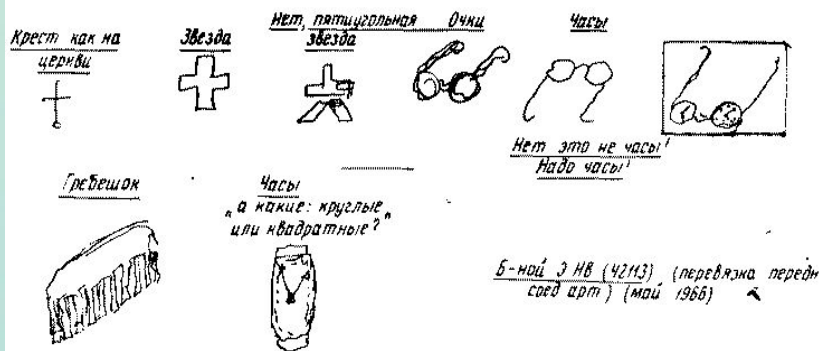 Крест как на
церкви
Звезда
Нет, пятиугольная
звезда
Очки
Часы
Нет это не часы!
Надо часы!
Гребешок
Часы
„а какие: круглые„
или квадратные?
Б-ной Э НВ (42113) (перевязка передн
соед арт) (май 1966)